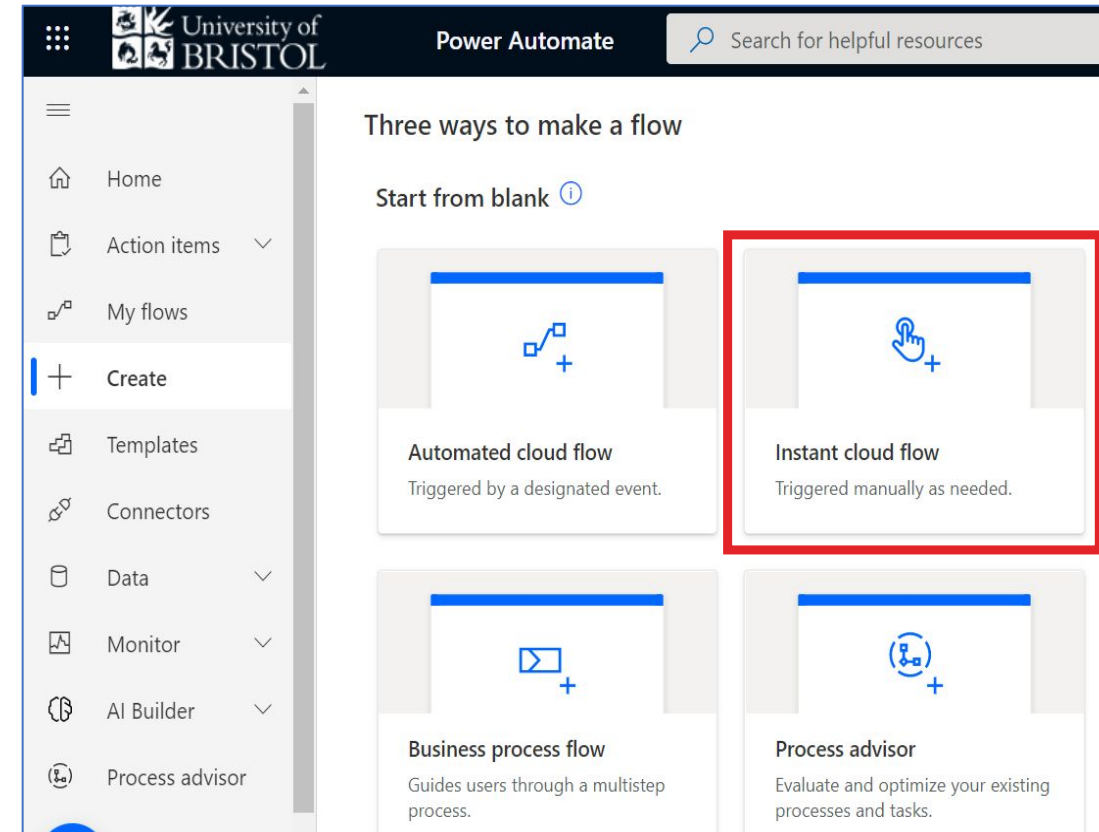 University of
BRISTOL
Power Automate
Search for helpful resources
Three ways to make a flow
Home
Start from blank
Action items
My flows
Create
Templates
Automated cloud flow
Triggered by a designated event.
Instant cloud flow
Triggered manually as needed.
Connectors
Data
Monitor
AI Builder
Process advisor
Business process flow
Guides users through a multistep
process.
Process advisor
Evaluate and optimize your existing
processes and tasks.